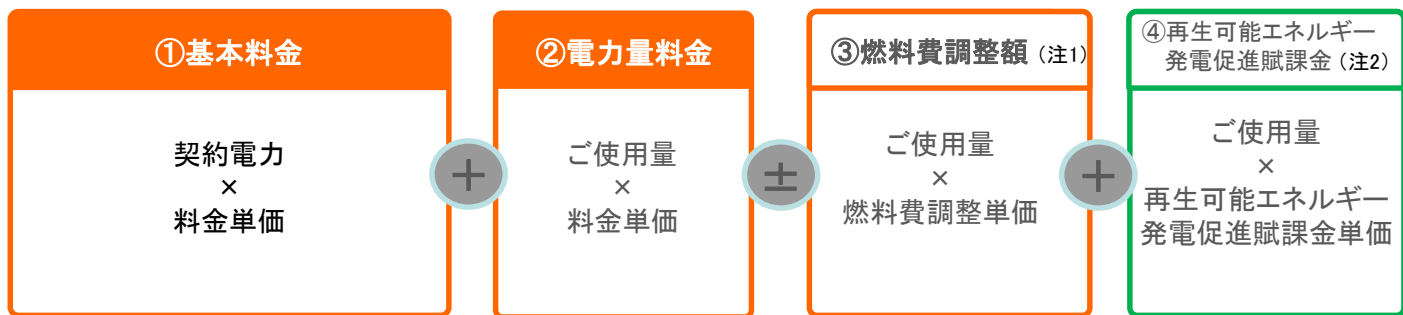 ①基本料金
契約電力
×
料金単価
+
②電力量料金
ご使用量
×
料金単価
±
③燃料費調整額（注1）
ご使用量
×
燃料費調整単価
+
④再生可能エネルギー
発電促進賦課金（注2）
ご使用量
×
再生可能エネルギー
発電促進賦課金単価